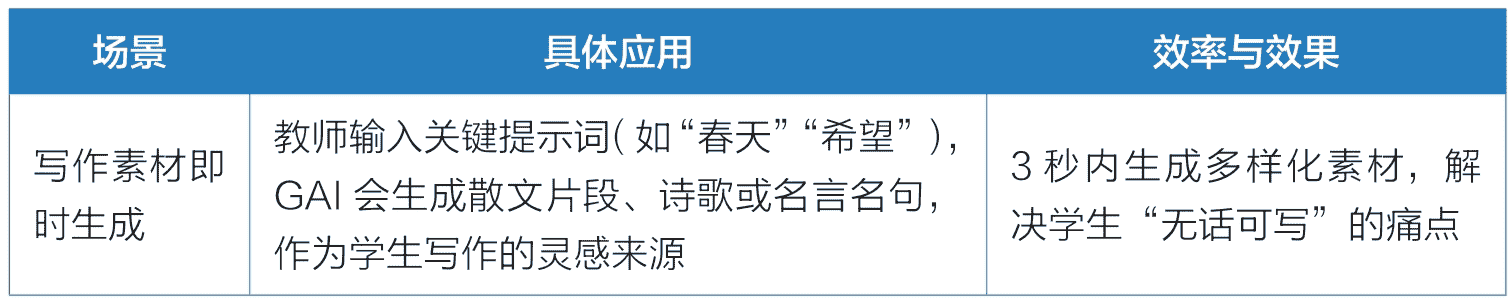 场景
具体应用
效率与效果
写作素材即
时生成
教师输入关键提示词(如“春天”“希望”),
GAI 会生成散文片段、诗歌或名言名句,
作为学生写作的灵感来源
3 秒内生成多样化素材，解
决学生“无话可写”的痛点